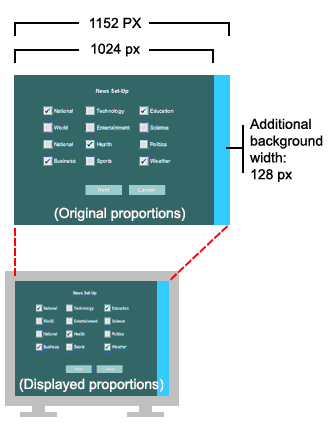 1152 PX
1024 px
News Set-Up
National Technology Education
World Entertainment Science
National Health Politics
Business Sports Weather
Next Cancel
(Original proportions)
Additional
background
width:
128 px
News Set-Up
National Technology Education
World Entertainment Science
National Health Politics
Business Sports Weather
Next Cancel
(Displayed proportions)